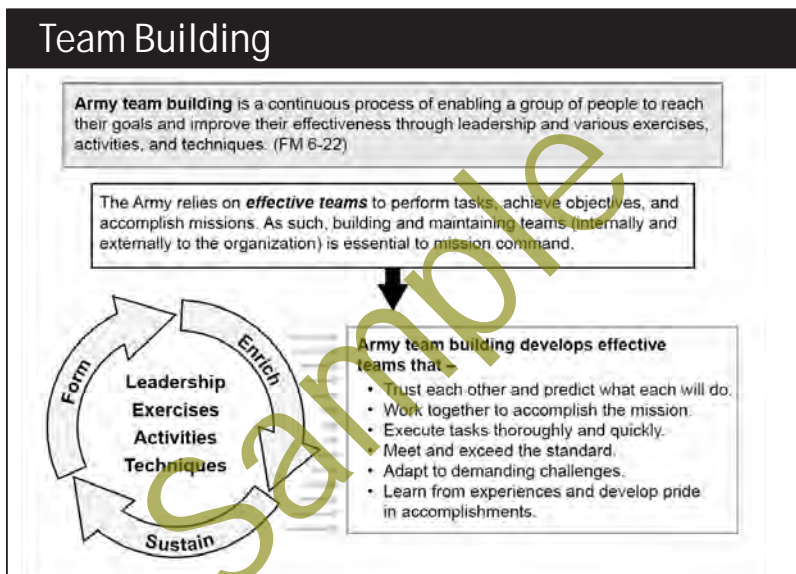 Team Building
Army team building is a continuous process of enabling a group of people to reach
their goals and improve their effectiveness through leadership and various exercises,
activities, and techniques. (FM 6-22)
The Army relies on effective teams to perform tasks, achieve objectives, and
accomplish missions. As such, building and maintaining teams (internally and
externally to the organization) is essential to mission command.
Form
Enrich
Sustain
Leadership
Exercises
Activities
Techniques
Army team building develops effective
teams that –
• Trust each other and predict what each will do.
• Work together to accomplish the mission.
• Execute tasks thoroughly and quickly.
• Meet and exceed the standard.
• Adapt to demanding challenges.
• Learn from experiences and develop pride
in accomplishments.
Sample